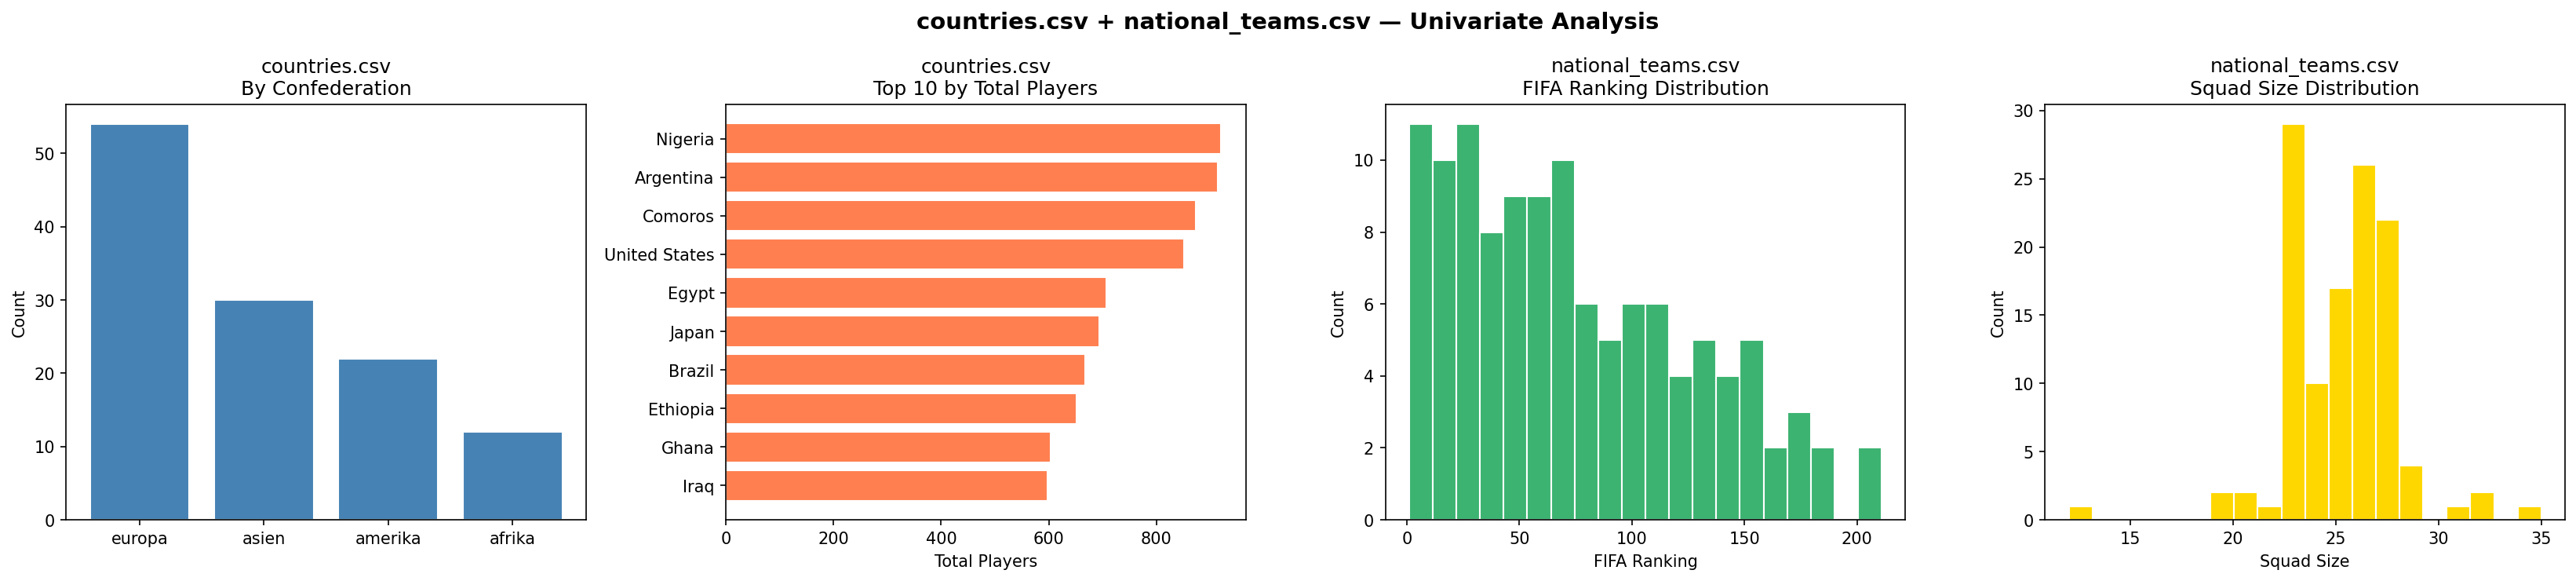 countries.csv + national_teams.csv — Univariate Analysis
countries.csv
By Confederation
50
40
30
20
10
0
Count
europa
asien
amerika
afrika
countries.csv
Top 10 by Total Players
Nigeria
Argentina
Comoros
United States
Egypt
Japan
Brazil
Ethiopia
Ghana
Iraq
0
200
400
600
800
Total Players
national_teams.csv
FIFA Ranking Distribution
10
8
6
4
2
0
Count
0
50
100
150
200
FIFA Ranking
national_teams.csv
Squad Size Distribution
30
25
20
15
10
5
0
Count
15
20
25
30
35
Squad Size